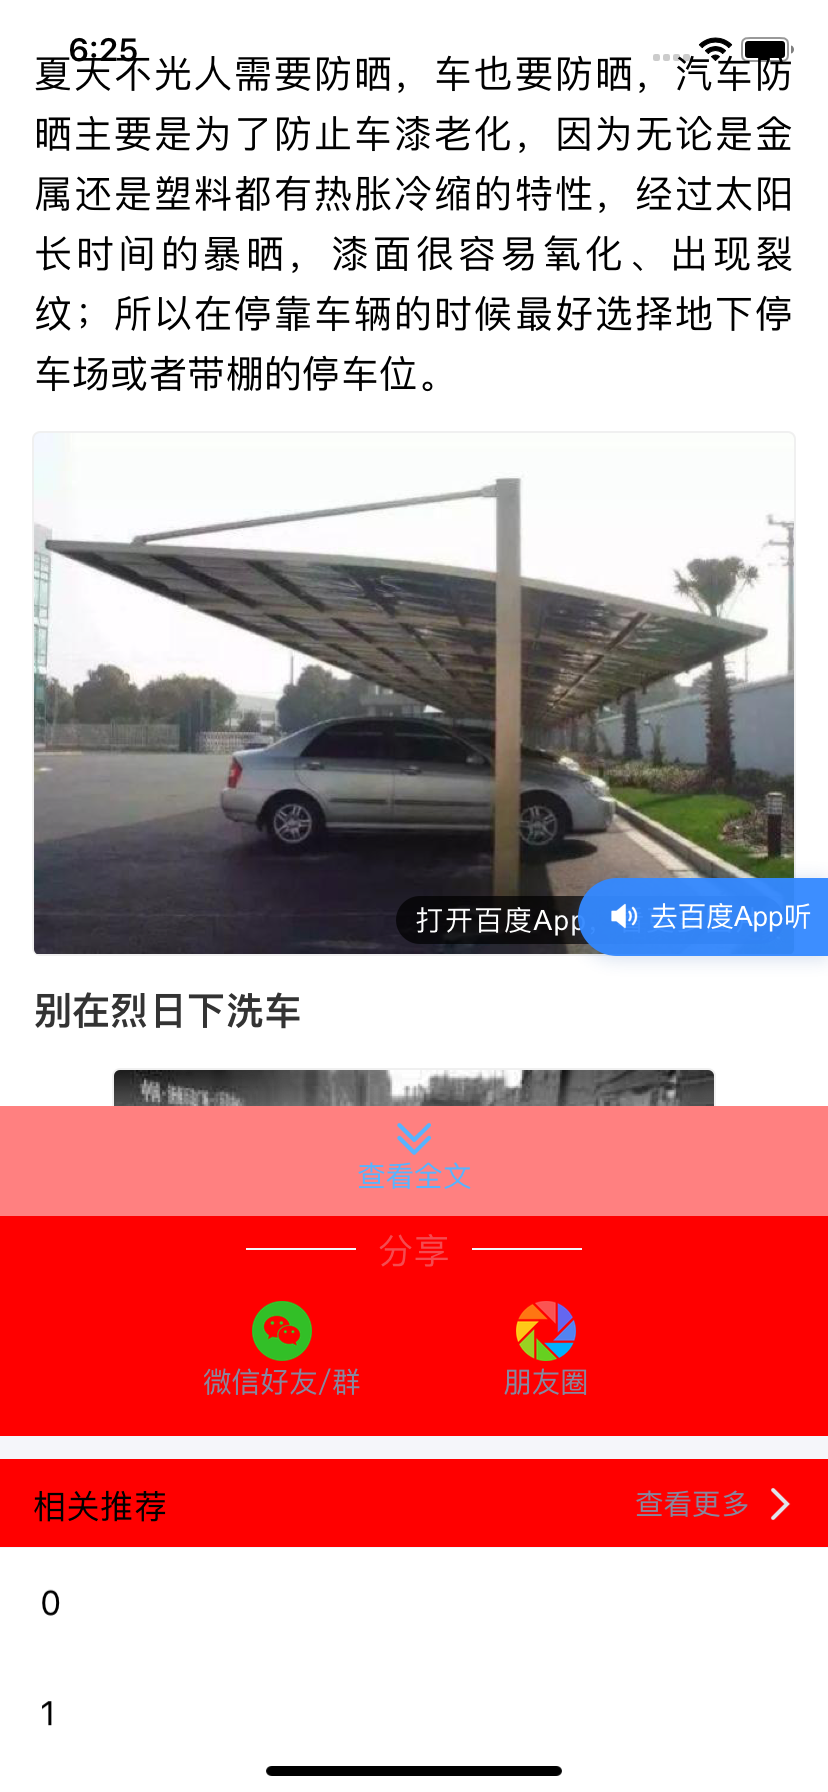 6:25
夏天不光人需要防晒，车也要防晒，汽车防
晒主要是为了防止车漆老化，因为无论是金
属还是塑料都有热胀冷缩的特性，经过太阳
长时间的暴晒，漆面很容易氧化、出现裂
纹；所以在停靠车辆的时候最好选择地下停
车场或者带棚的停车位。
打开百度App，
去百度App听
别在烈日下洗车
查看全文
分享
微信好友/群
朋友圈
相关推荐
查看更多
0
1